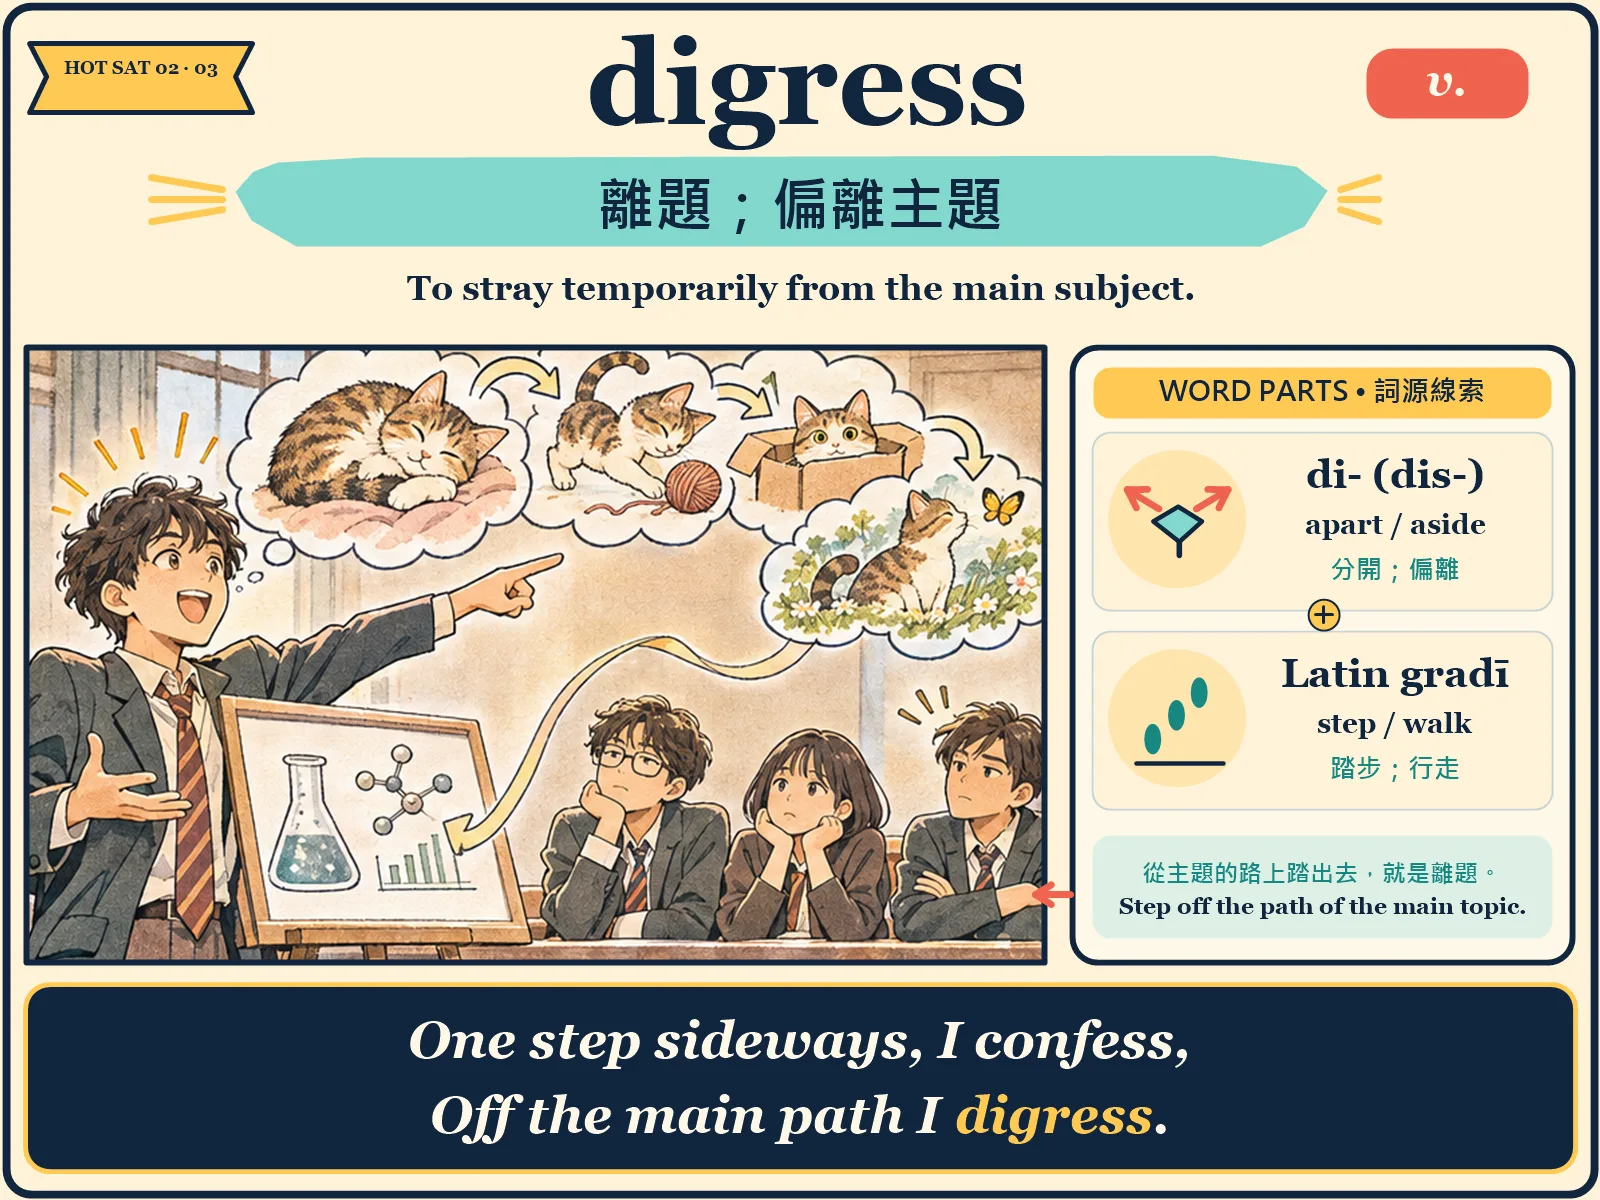 HOT SAT 02 · 03
digress
v.
離題；偏離主題
To stray temporarily from the main subject.
WORD PARTS • 詞源線索
di- (dis-)
apart / aside
分開；偏離
Latin gradī
step / walk
踏步；行走
從主題的路上踏出去，就是離題。
Step off the path of the main topic.
One step sideways, I confess,
Off the main path I digress.